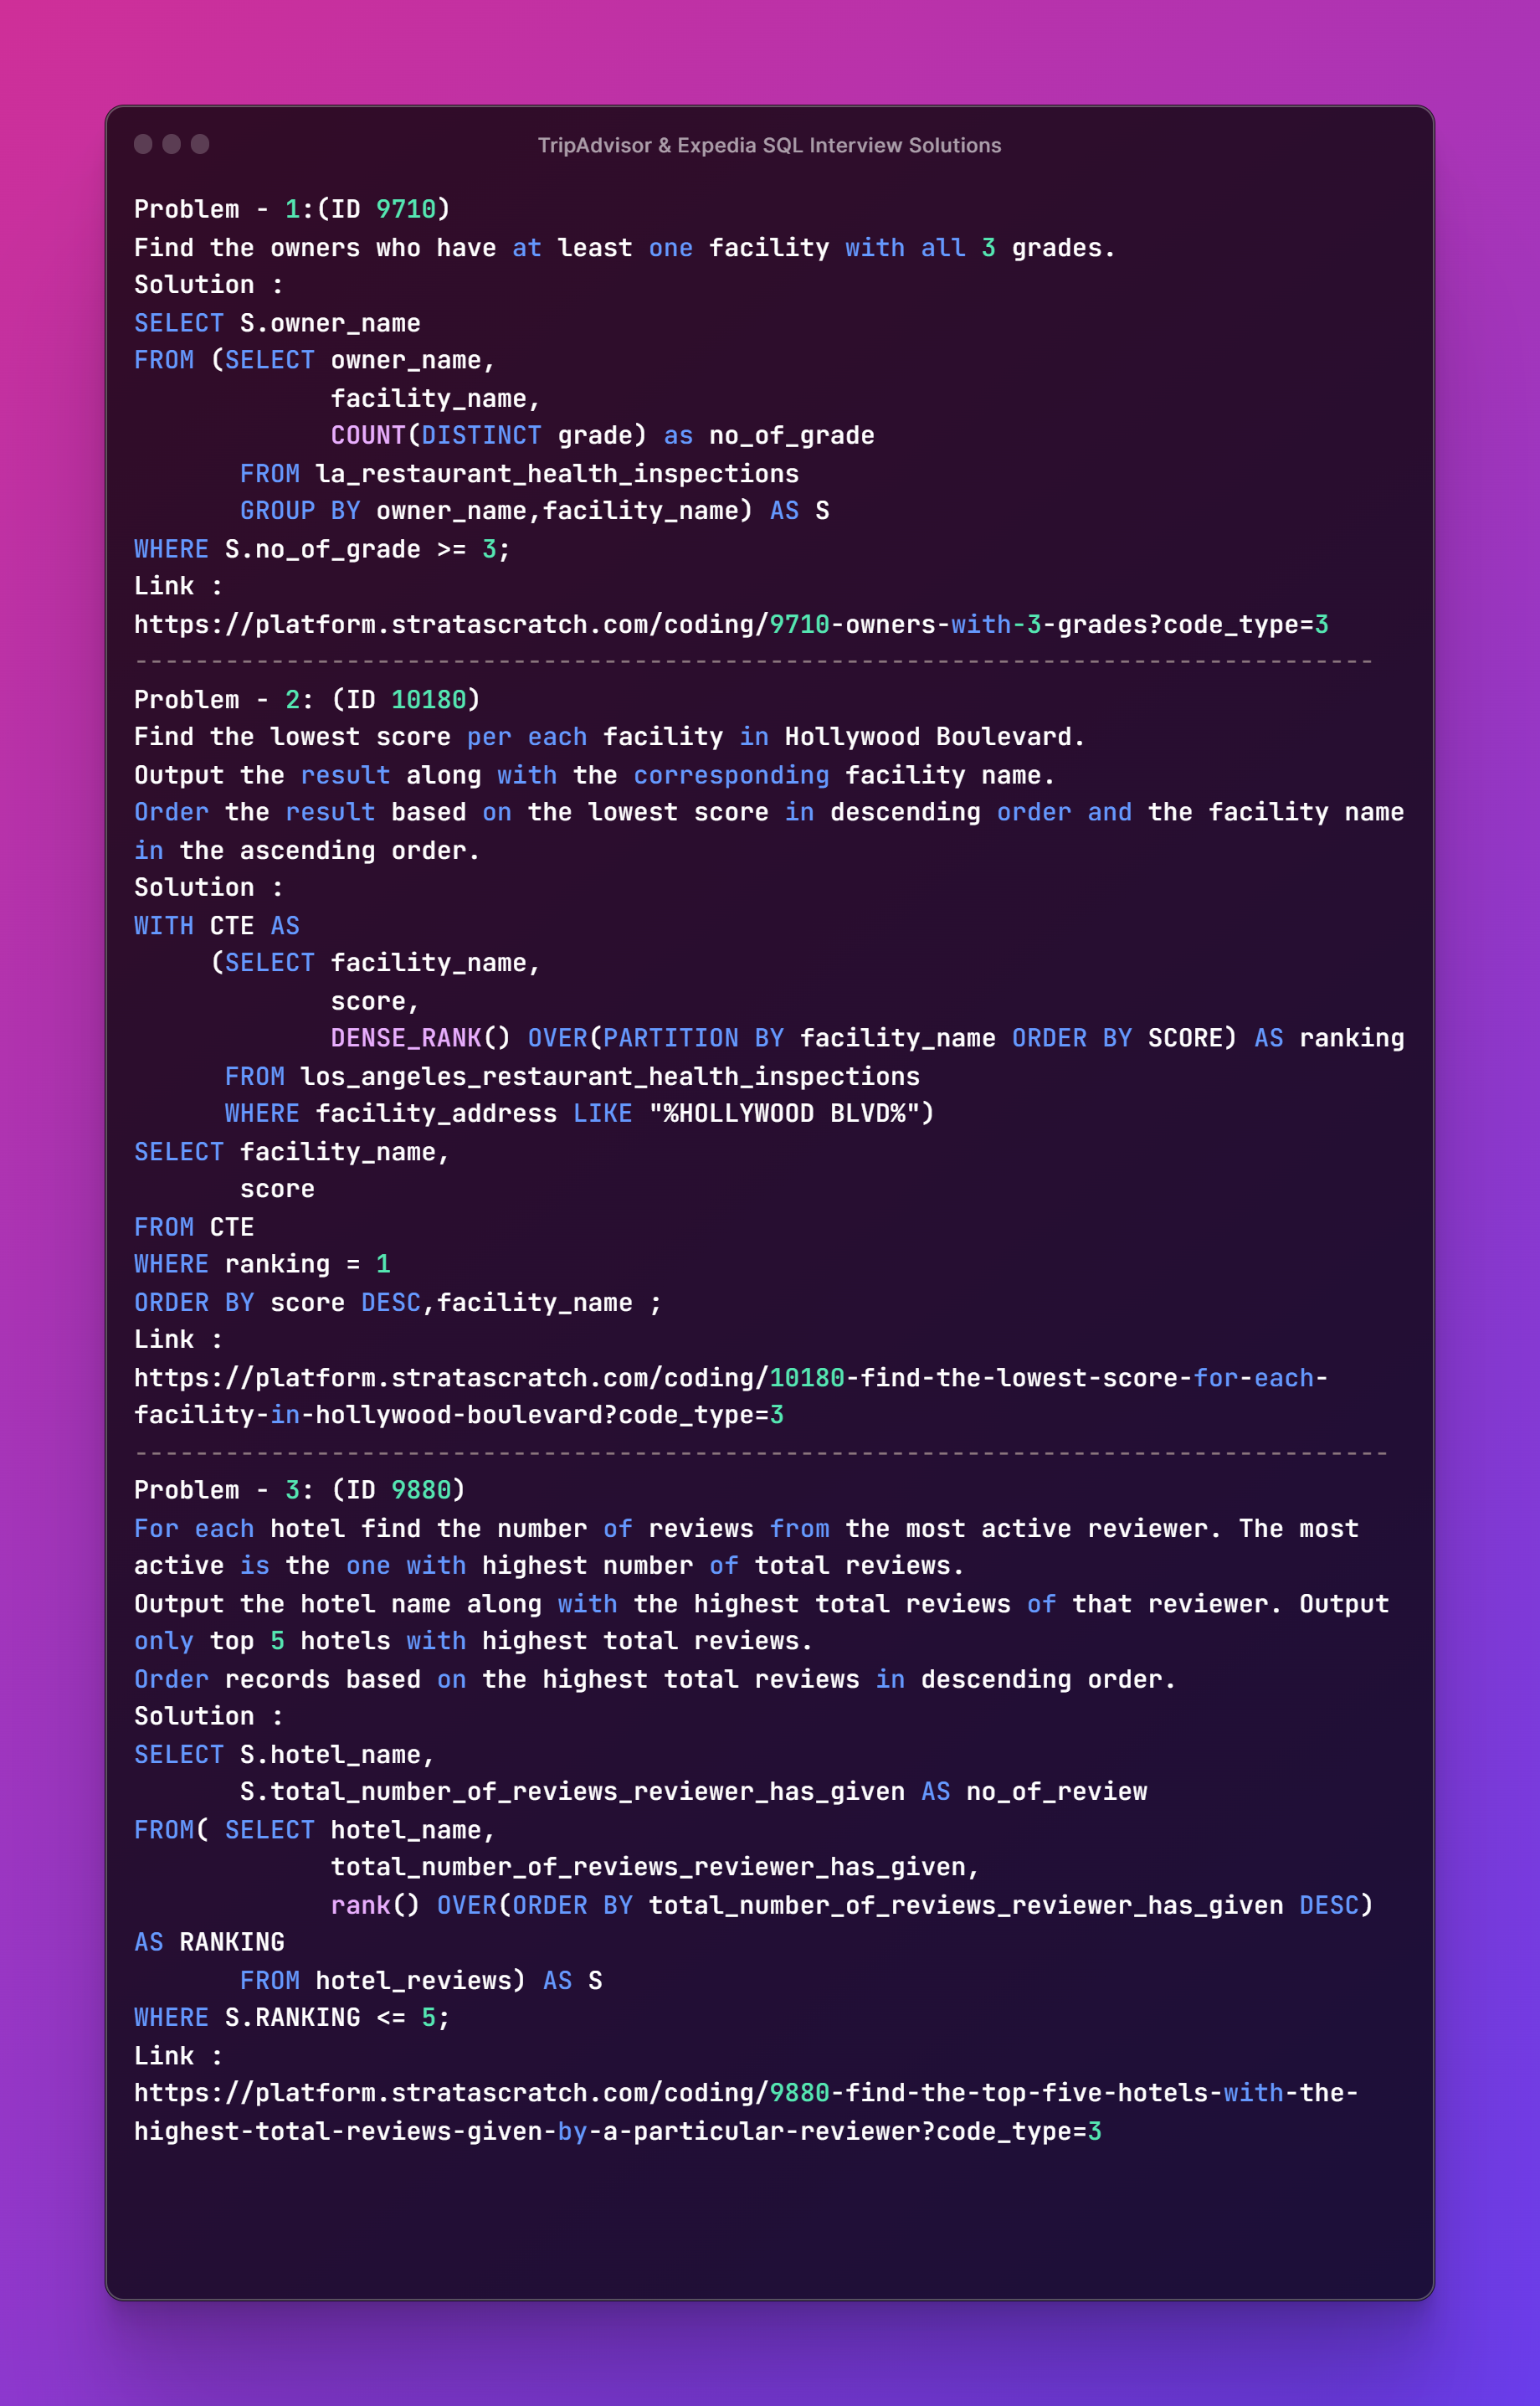 TripAdvisor & Expedia SQL Interview Solutions
Problem - 1:(ID 9710)
Find the owners who have at least one facility with all 3 grades.
Solution :
SELECT S.owner_name
FROM (SELECT owner_name,
             facility_name,
             COUNT(DISTINCT grade) as no_of_grade
       FROM la_restaurant_health_inspections
       GROUP BY owner_name,facility_name) AS S
WHERE S.no_of_grade >= 3;
Link :
https://platform.stratascratch.com/coding/9710-owners-with-3-grades?code_type=3
----------------------------------------------------------------------------------
Problem - 2: (ID 10180)
Find the lowest score per each facility in Hollywood Boulevard.
Output the result along with the corresponding facility name.
Order the result based on the lowest score in descending order and the facility name
in the ascending order.
Solution :
WITH CTE AS
     (SELECT facility_name,
             score,
             DENSE_RANK() OVER(PARTITION BY facility_name ORDER BY SCORE) AS ranking
      FROM los_angeles_restaurant_health_inspections
      WHERE facility_address LIKE "%HOLLYWOOD BLVD%")
SELECT facility_name,
       score
FROM CTE
WHERE ranking = 1
ORDER BY score DESC,facility_name ;
Link :
https://platform.stratascratch.com/coding/10180-find-the-lowest-score-for-each-
facility-in-hollywood-boulevard?code_type=3
-----------------------------------------------------------------------------------
Problem - 3: (ID 9880)
For each hotel find the number of reviews from the most active reviewer. The most
active is the one with highest number of total reviews.
Output the hotel name along with the highest total reviews of that reviewer. Output
only top 5 hotels with highest total reviews.
Order records based on the highest total reviews in descending order.
Solution :
SELECT S.hotel_name,
       S.total_number_of_reviews_reviewer_has_given AS no_of_review
FROM( SELECT hotel_name,
             total_number_of_reviews_reviewer_has_given,
             rank() OVER(ORDER BY total_number_of_reviews_reviewer_has_given DESC)
AS RANKING
       FROM hotel_reviews) AS S
WHERE S.RANKING <= 5;
Link :
https://platform.stratascratch.com/coding/9880-find-the-top-five-hotels-with-the-
highest-total-reviews-given-by-a-particular-reviewer?code_type=3